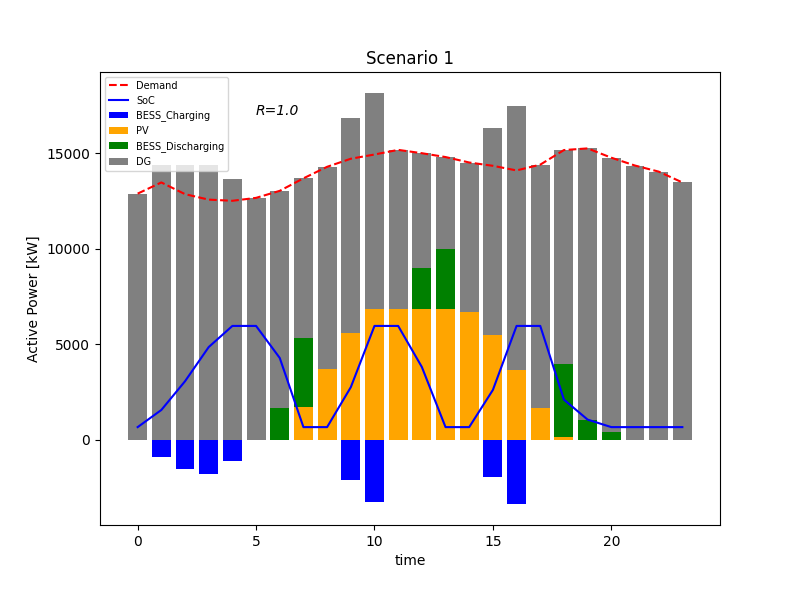 Scenario 1
Demand
SoC
BESS_Charging
PV
BESS_Discharging
DG
R=1.0
Active Power [kW]
15000
10000
5000
0
0 5 10 15 20
time